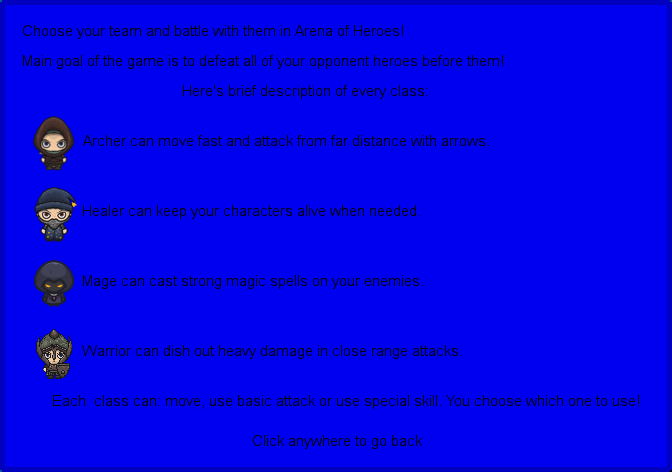 Choose your team and battle with them in Arena of Heroes!
Main goal of the game is to defeat all of your opponent heroes before them!
Here's brief description of every class:
Archer can move fast and attack from far distance with arrows.
Healer can keep your characters alive when needed.
Mage can cast strong magic spells on your enemies.
Warrior can dish out heavy damage in close range attacks.
Each class can: move, use basic attack or use special skill. You choose which one to use!
Click anywhere to go back